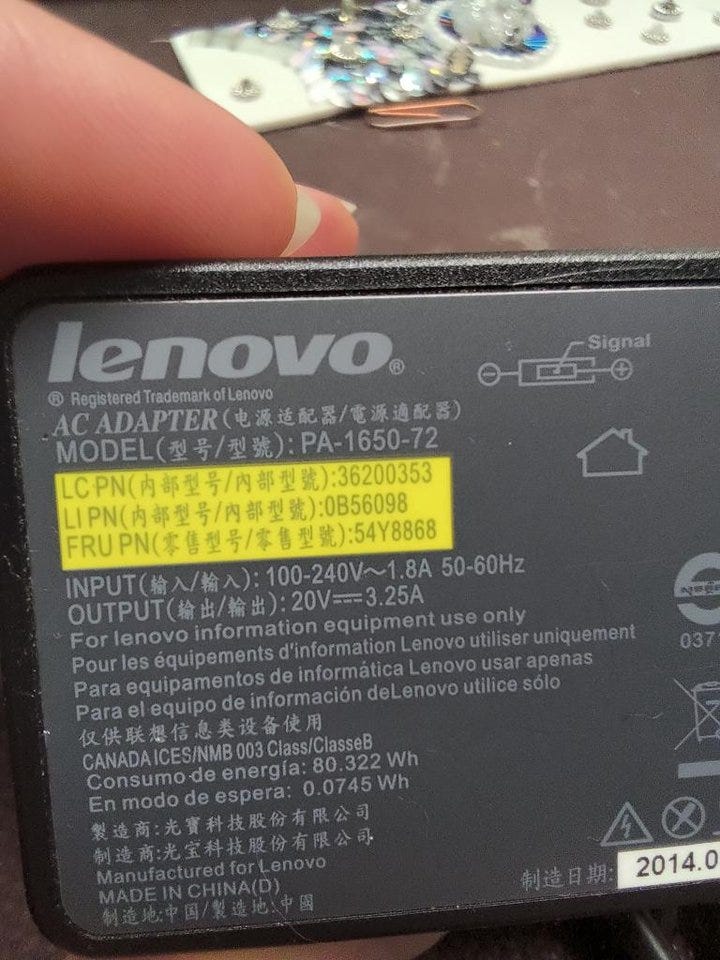 lenovo®
Signal
® Registered Trademark of Lenovo
AC ADAPTER(电源适配器/電源適配器)
MODEL(型号/型號): PA-1650-72
LC PN(内部型号/內部型號):36200353
LI PN(内部型号/內部型號):0B56098
FRU PN(零售型号/零售型號):54Y8868
INPUT(输入/輸入): 100-240V～1.8A 50-60Hz
OUTPUT(输出/輸出): 20V⎓3.25A
For lenovo information equipment use only
Pour les équipements d'information Lenovo utiliser uniquement
Para equipamentos de informática Lenovo usar apenas
Para el equipo de información deLenovo utilice sólo
仅供联想信息类设备使用
CANADA ICES/NMB 003 Class/ClasseB
Consumo de energía: 80.322 Wh
En modo de espera: 0.0745 Wh
製造商:光寶科技股份有限公司
制造商:光宝科技股份有限公司
Manufactured for Lenovo
MADE IN CHINA(D)
制造地:中国/製造地:中國
037
制造日期:
2014.0